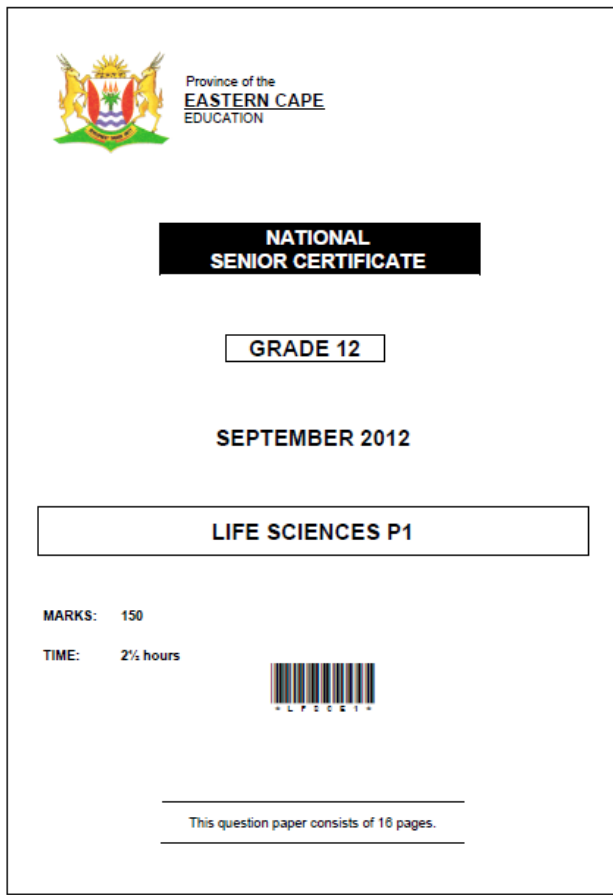 Province of the
EASTERN CAPE
EDUCATION
NATIONAL
SENIOR CERTIFICATE
GRADE 12
SEPTEMBER 2012
LIFE SCIENCES P1
MARKS: 150
TIME: 2½ hours
This question paper consists of 16 pages.